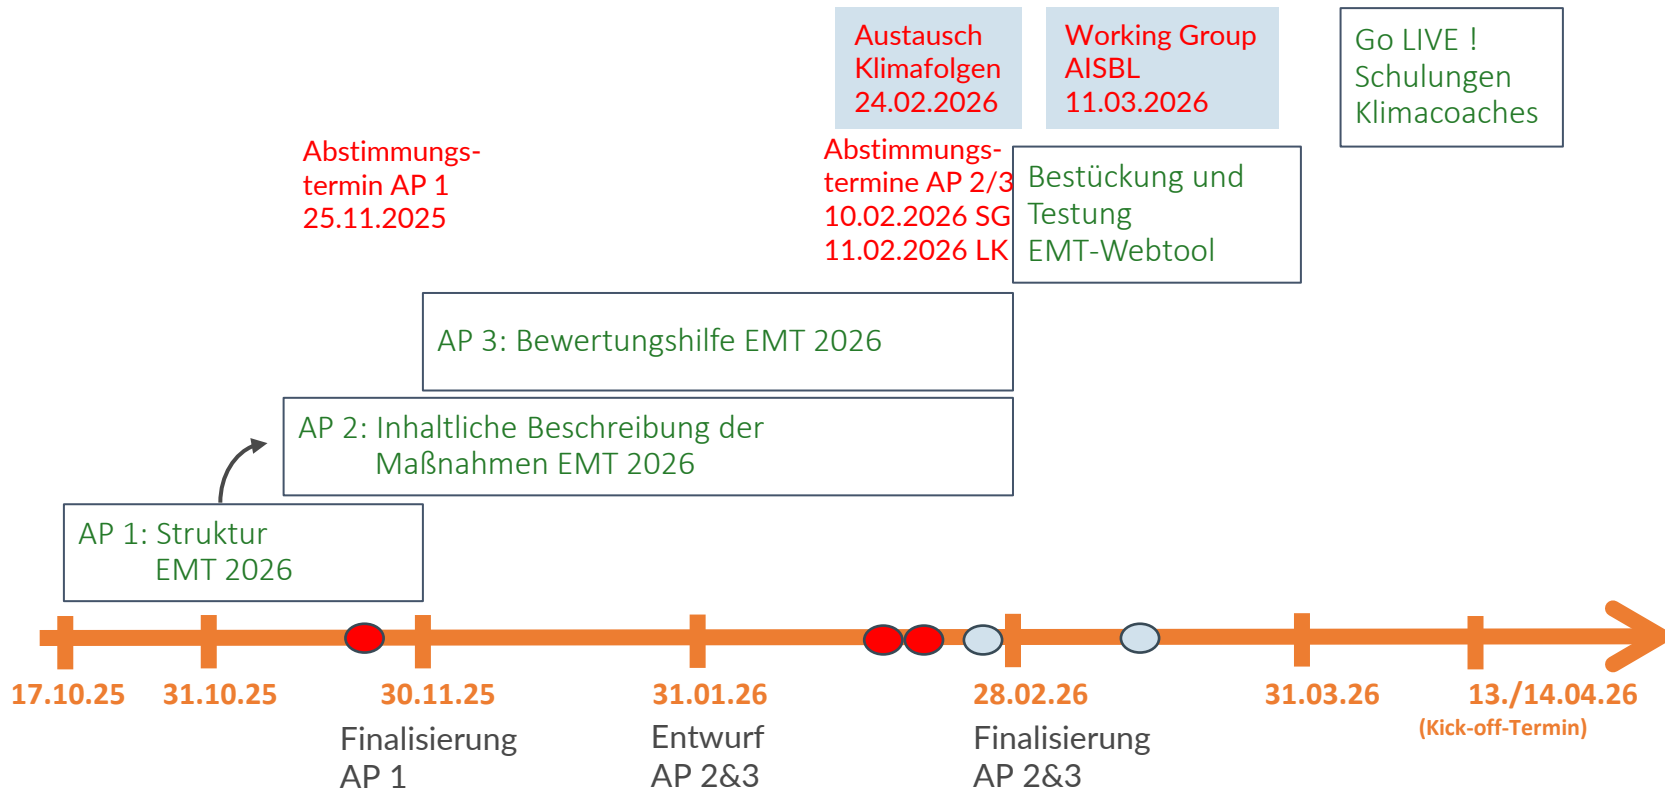 Austausch
Klimafolgen
24.02.2026
Working Group
AISBL
11.03.2026
Go LIVE !
Schulungen
Klimacoaches
Abstimmungs-
termin AP 1
25.11.2025
Abstimmungs-
termine AP 2/3
10.02.2026 SG
11.02.2026 LK
Bestückung und
Testung
EMT-Webtool
AP 3: Bewertungshilfe EMT 2026
AP 2: Inhaltliche Beschreibung der
Maßnahmen EMT 2026
AP 1: Struktur
EMT 2026
17.10.25
31.10.25
30.11.25
31.01.26
28.02.26
31.03.26
13./14.04.26
(Kick-off-Termin)
Finalisierung
AP 1
Entwurf
AP 2&3
Finalisierung
AP 2&3